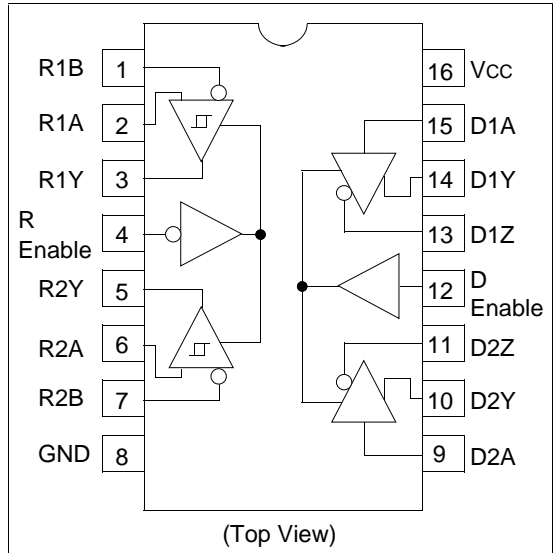 R1B 1
R1A 2
R1Y 3
R
Enable 4
R2Y 5
R2A 6
R2B 7
GND 8
16 VCC
15 D1A
14 D1Y
13 D1Z
12 D
Enable
11 D2Z
10 D2Y
9 D2A
(Top View)